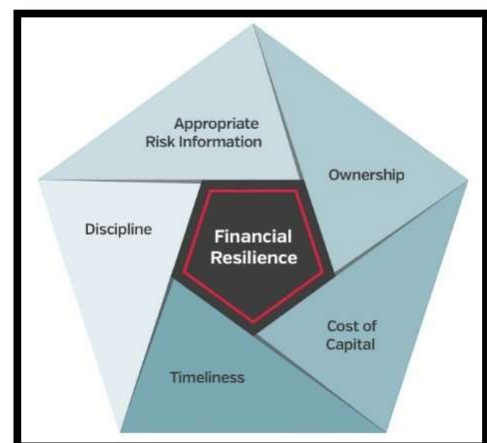 Appropriate
Risk Information
Ownership
Discipline
Financial
Resilience
Cost of
Capital
Timeliness